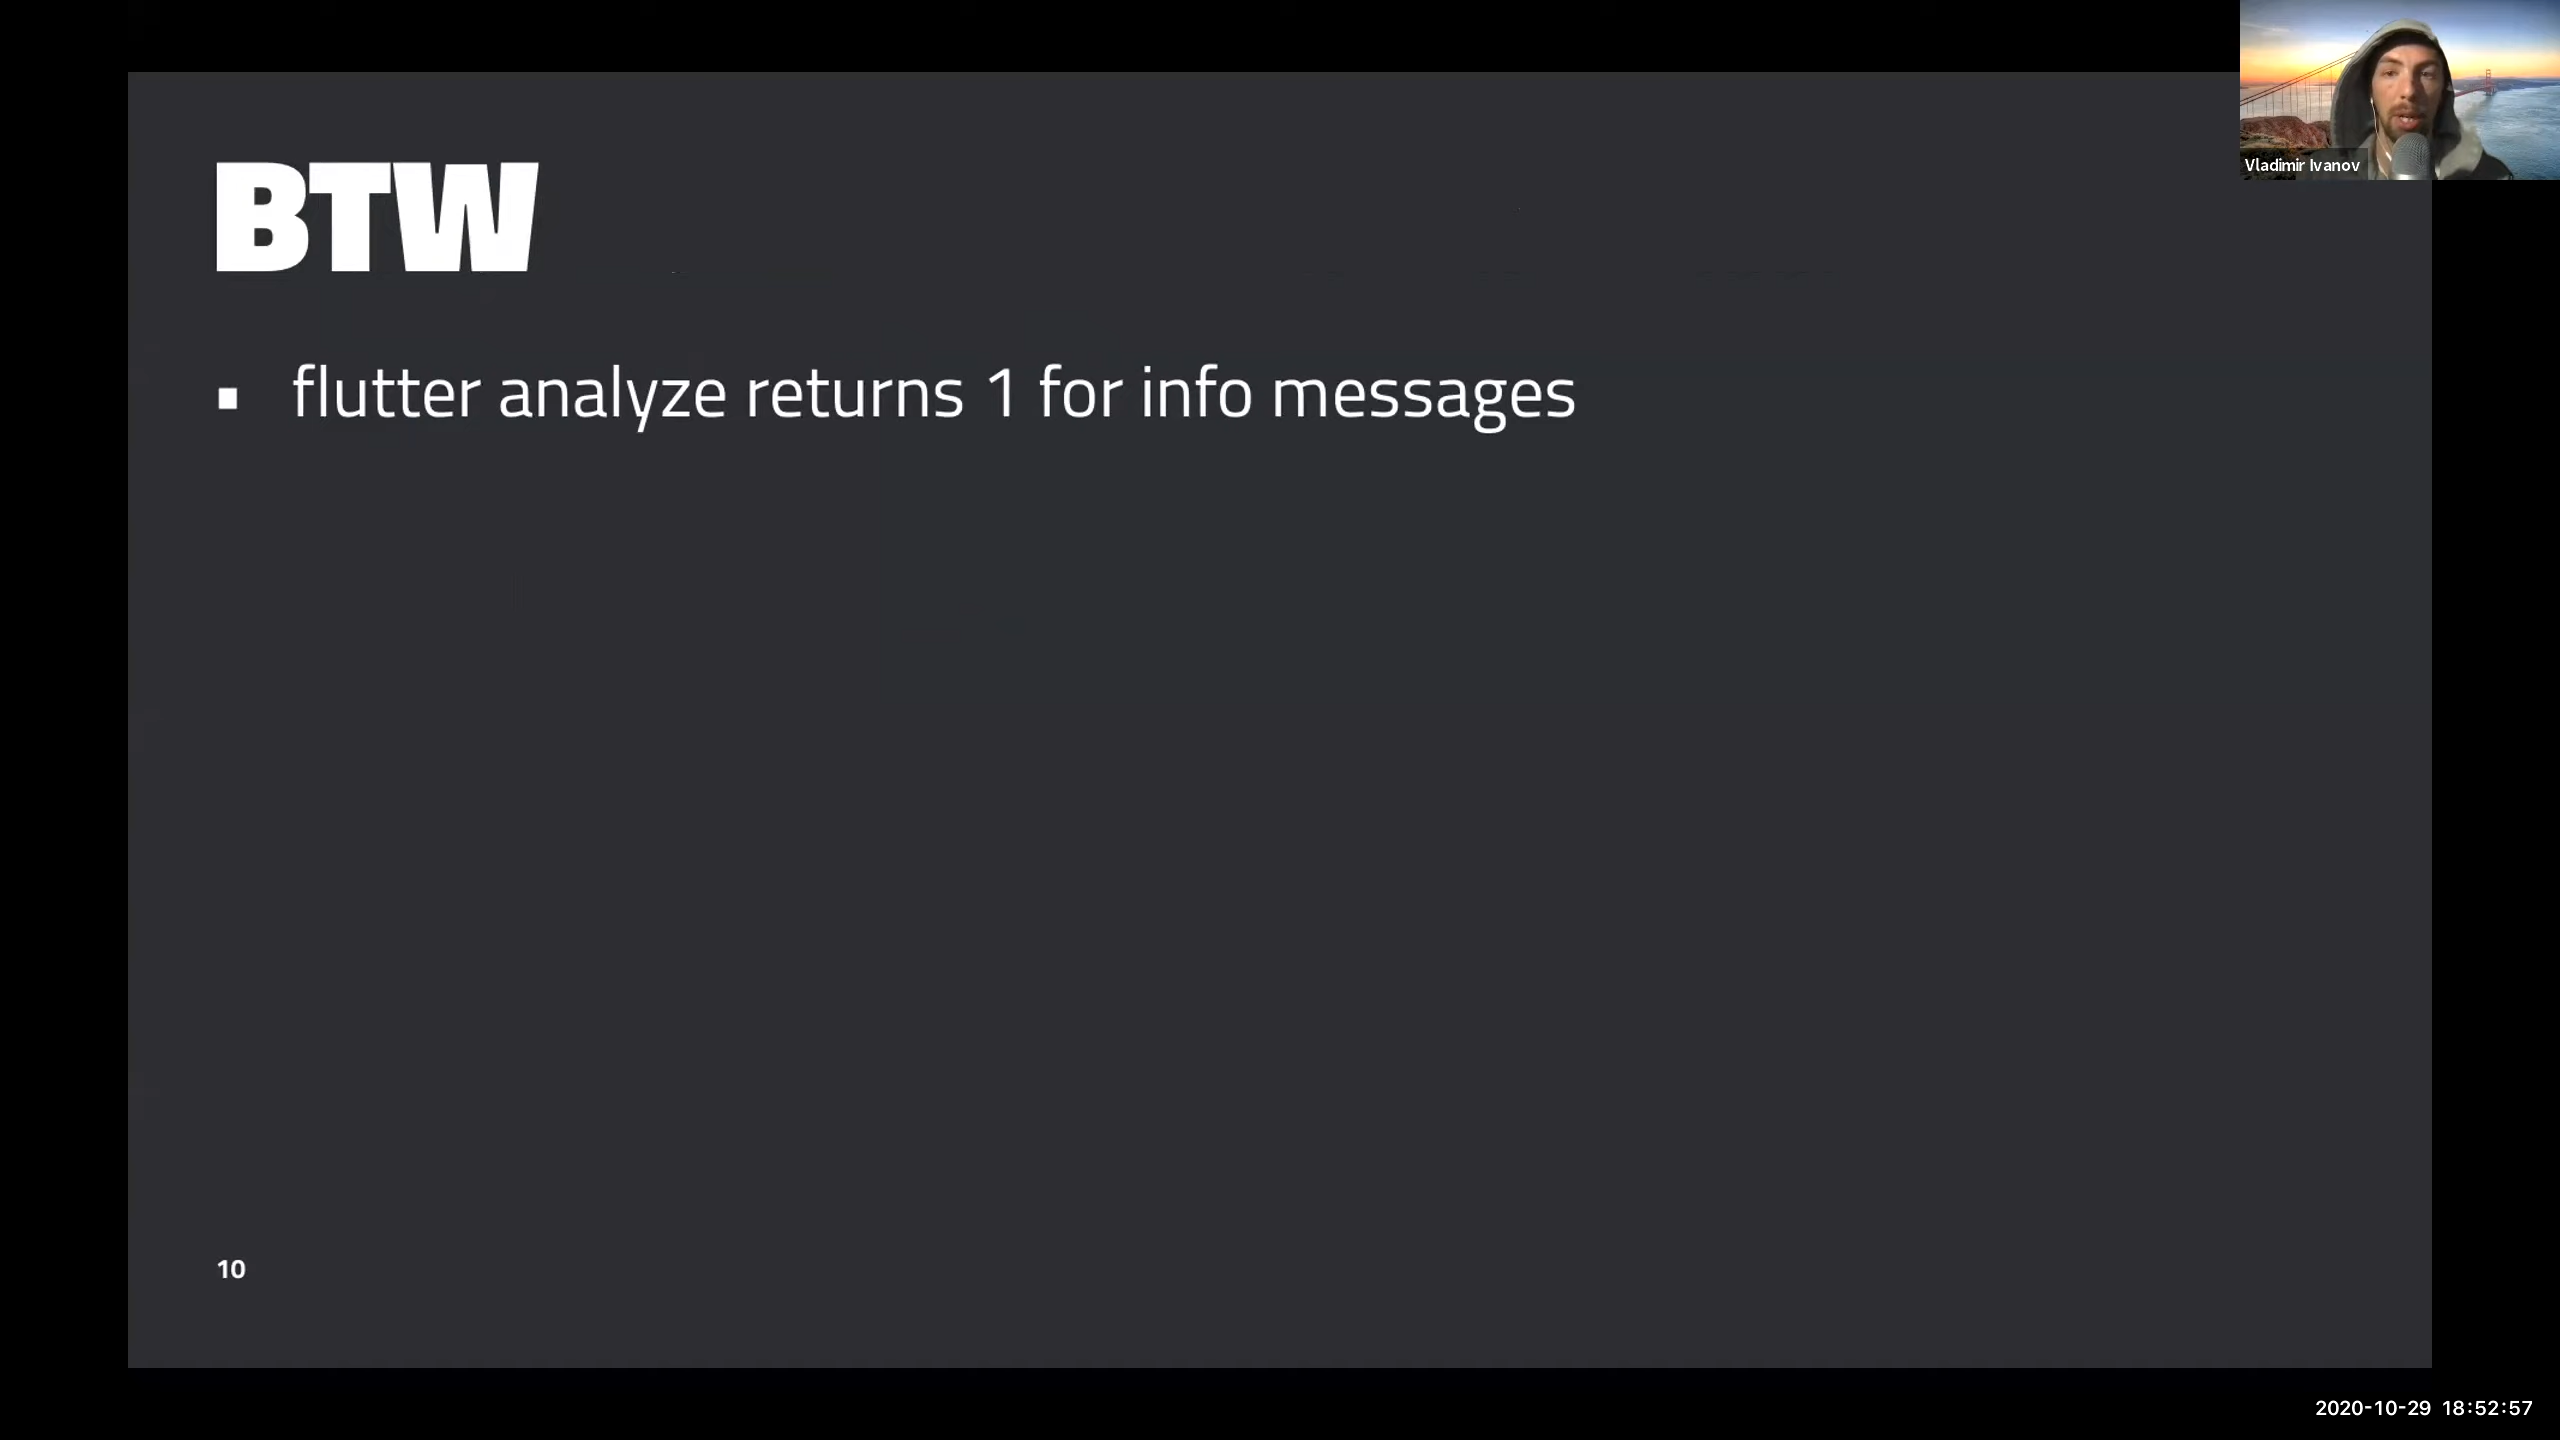 Vladimir Ivanov
BTW
▪ flutter analyze returns 1 for info messages
10
2020-10-29 18:52:57